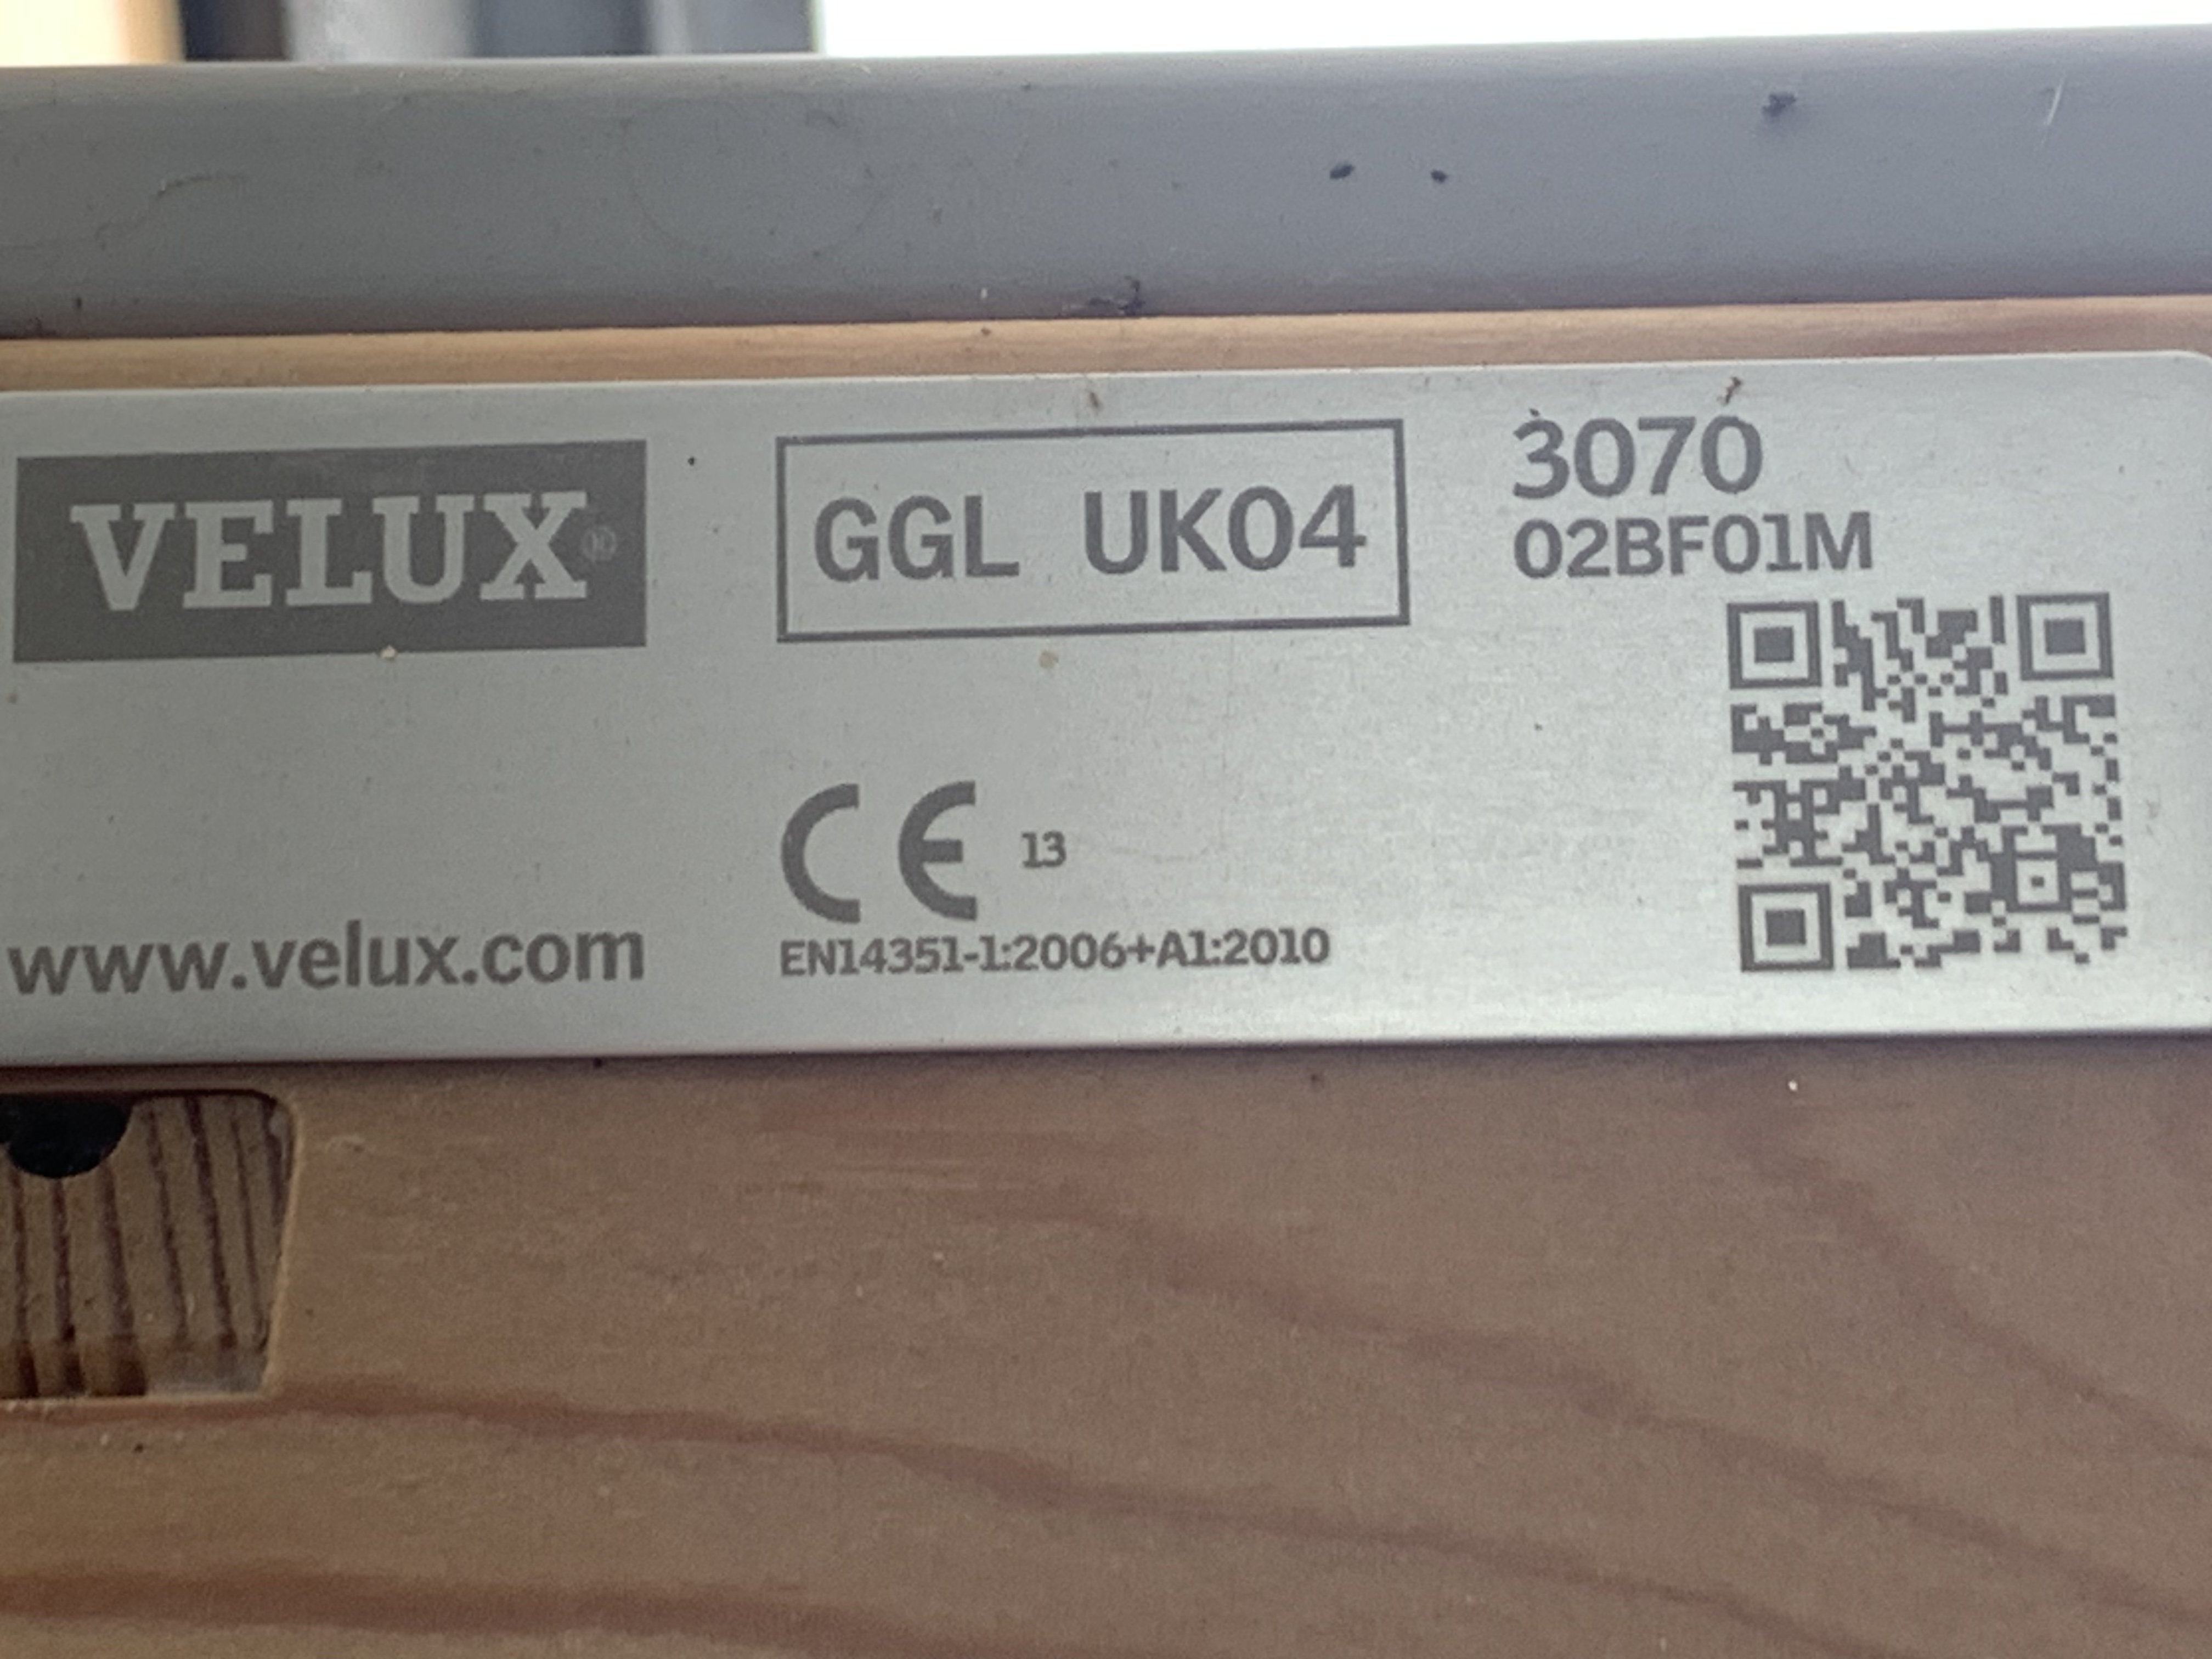 VELUX®
GGL UK04
3070
02BF01M
CE 13
www.velux.com
EN14351-1:2006+A1:2010